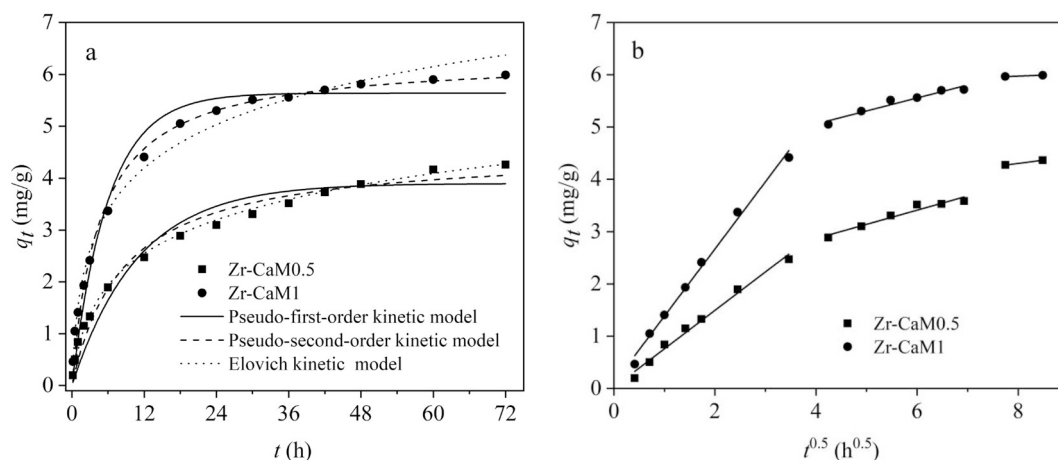 a
7
6
5
4
3
2
1
0
qt (mg/g)
Zr-CaM0.5
Zr-CaM1
Pseudo-first-order kinetic model
Pseudo-second-order kinetic model
Elovich kinetic model
0 12 24 36 48 60 72
t (h)
b
7
6
5
4
3
2
1
0
qt (mg/g)
Zr-CaM0.5
Zr-CaM1
0 2 4 6 8
t^0.5 (h^0.5)